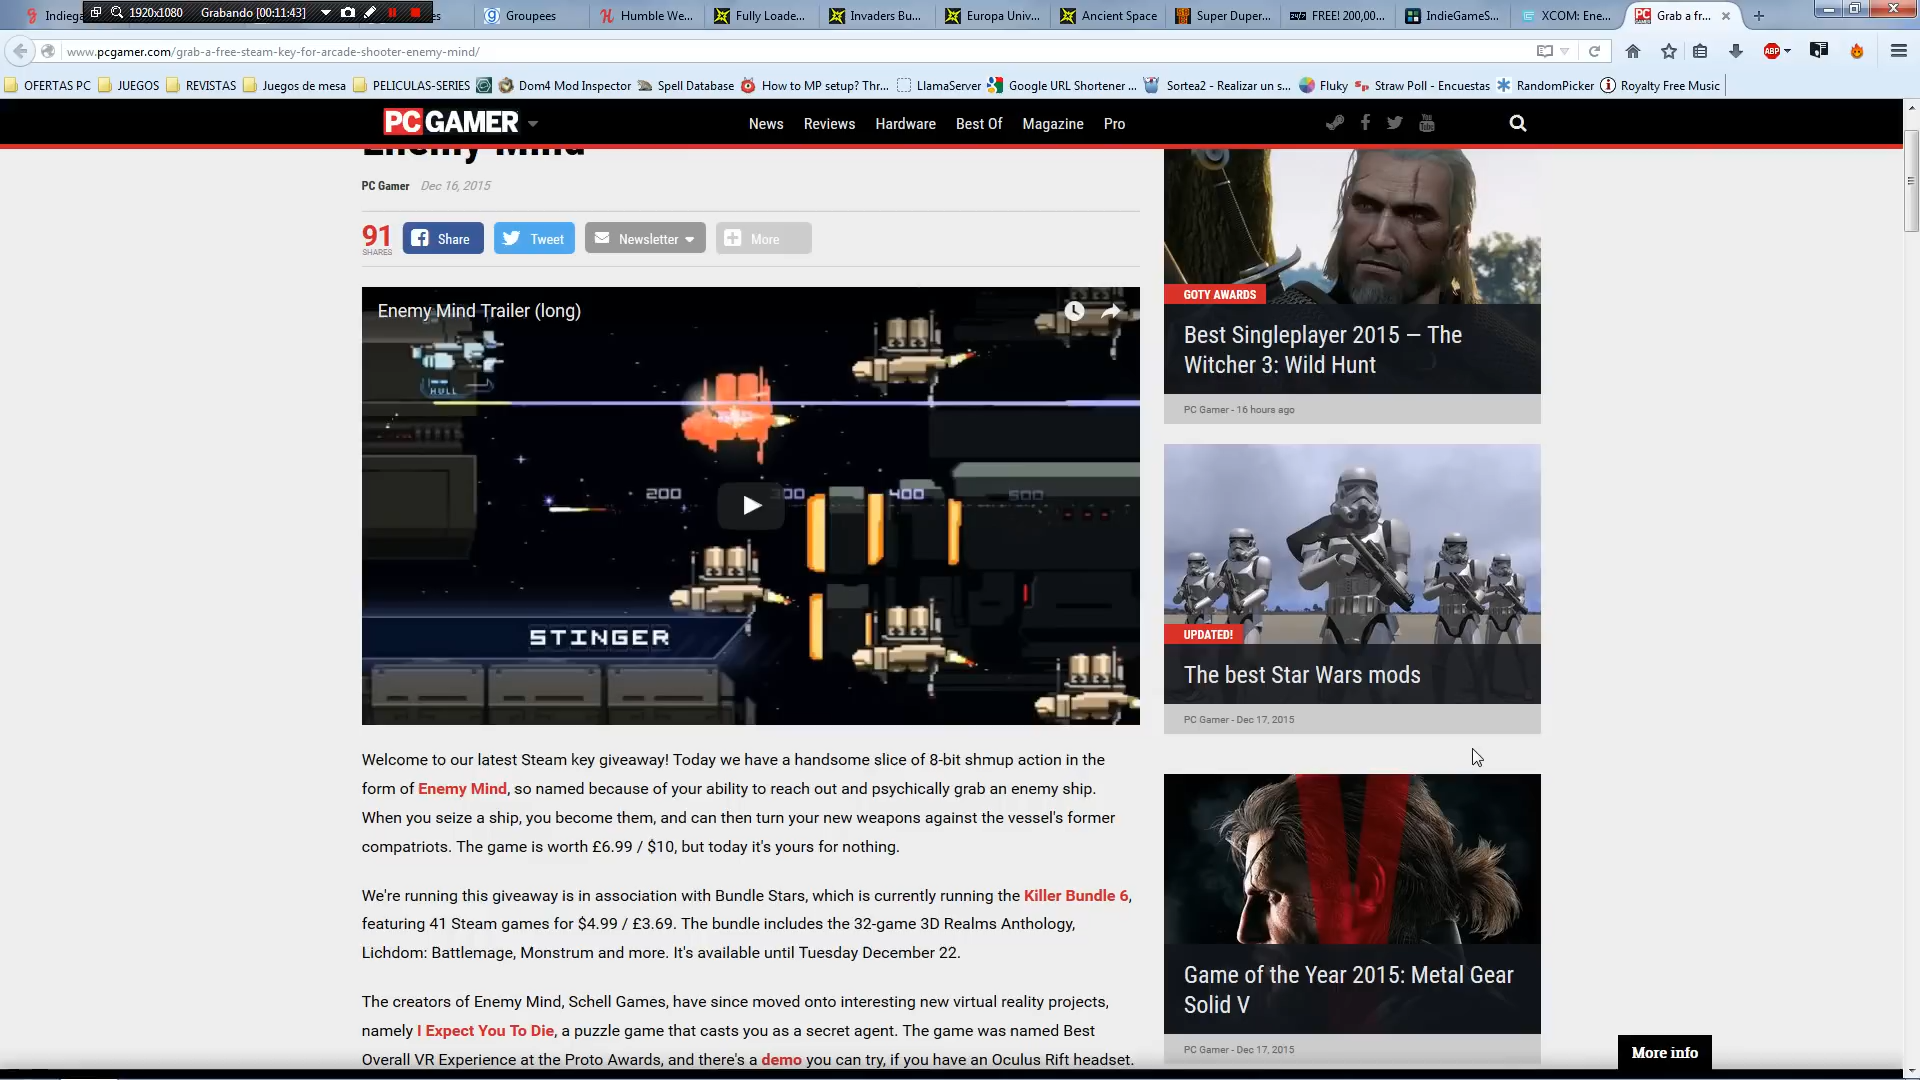 1920x1080 Grabando [00:11:43]
Indiega
es
Groupees
Humble We...
Fully Loade...
Invaders Bu...
Europa Univ...
Ancient Space
Super Duper...
FREE! 200,00...
IndieGameS...
XCOM: Ene...
Grab a fr...
www.pcgamer.com/grab-a-free-steam-key-for-arcade-shooter-enemy-mind/
ABP
OFERTAS PC
JUEGOS
REVISTAS
Juegos de mesa
PELICULAS-SERIES
Dom4 Mod Inspector
Spell Database
How to MP setup? Thr...
LlamaServer
Google URL Shortener ...
Sortea2 - Realizar un s...
Fluky
Straw Poll - Encuestas
RandomPicker
Royalty Free Music
PC GAMER
News
Reviews
Hardware
Best Of
Magazine
Pro
You Tube
Enemy Mind
PC Gamer Dec 16, 2015
91
SHARES
Share
Tweet
Newsletter
More
Enemy Mind Trailer (long)
HULL
200 300 400 500
STINGER
Welcome to our latest Steam key giveaway! Today we have a handsome slice of 8-bit shmup action in the
form of Enemy Mind, so named because of your ability to reach out and psychically grab an enemy ship.
When you seize a ship, you become them, and can then turn your new weapons against the vessel's former
compatriots. The game is worth £6.99 / $10, but today it's yours for nothing.
We're running this giveaway is in association with Bundle Stars, which is currently running the Killer Bundle 6,
featuring 41 Steam games for $4.99 / £3.69. The bundle includes the 32-game 3D Realms Anthology,
Lichdom: Battlemage, Monstrum and more. It's available until Tuesday December 22.
The creators of Enemy Mind, Schell Games, have since moved onto interesting new virtual reality projects,
namely I Expect You To Die, a puzzle game that casts you as a secret agent. The game was named Best
Overall VR Experience at the Proto Awards, and there's a demo you can try, if you have an Oculus Rift headset.
GOTY AWARDS
Best Singleplayer 2015 — The
Witcher 3: Wild Hunt
PC Gamer - 16 hours ago
UPDATED!
The best Star Wars mods
PC Gamer - Dec 17, 2015
Game of the Year 2015: Metal Gear
Solid V
PC Gamer - Dec 17, 2015
More info